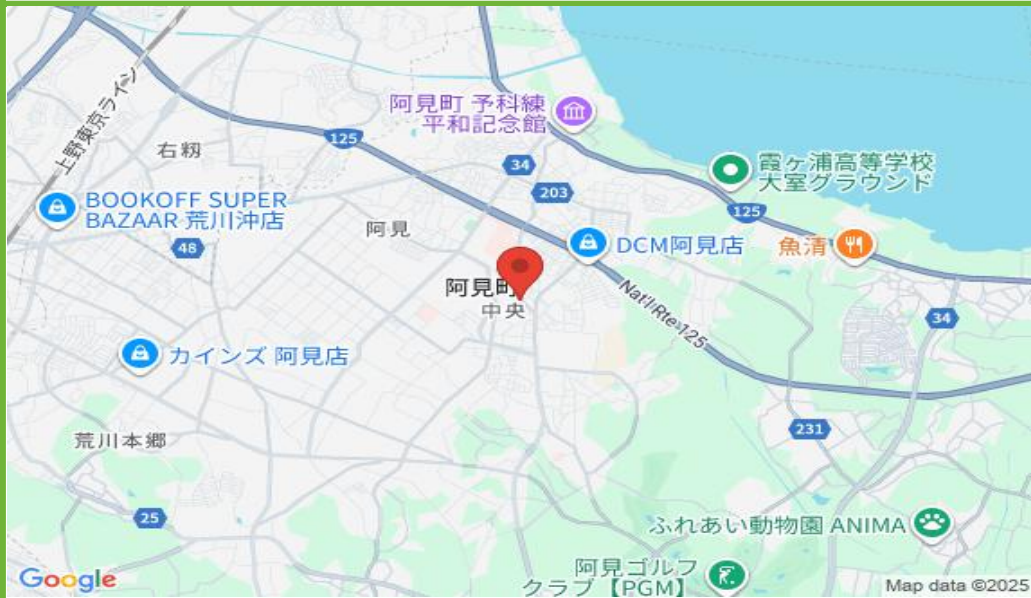 阿見町 予科練
平和記念館
上野東京ライン
125
右籾
34
霞ヶ浦高等学校
大室グラウンド
203
BOOKOFF SUPER
BAZAAR 荒川沖店
125
阿見
48
DCM阿見店
魚清
阿見町
中央
Nat'l Rte 125
34
カインズ 阿見店
231
荒川本郷
25
ふれあい動物園 ANIMA
阿見ゴルフ
クラブ【PGM】
Google
Map data ©2025